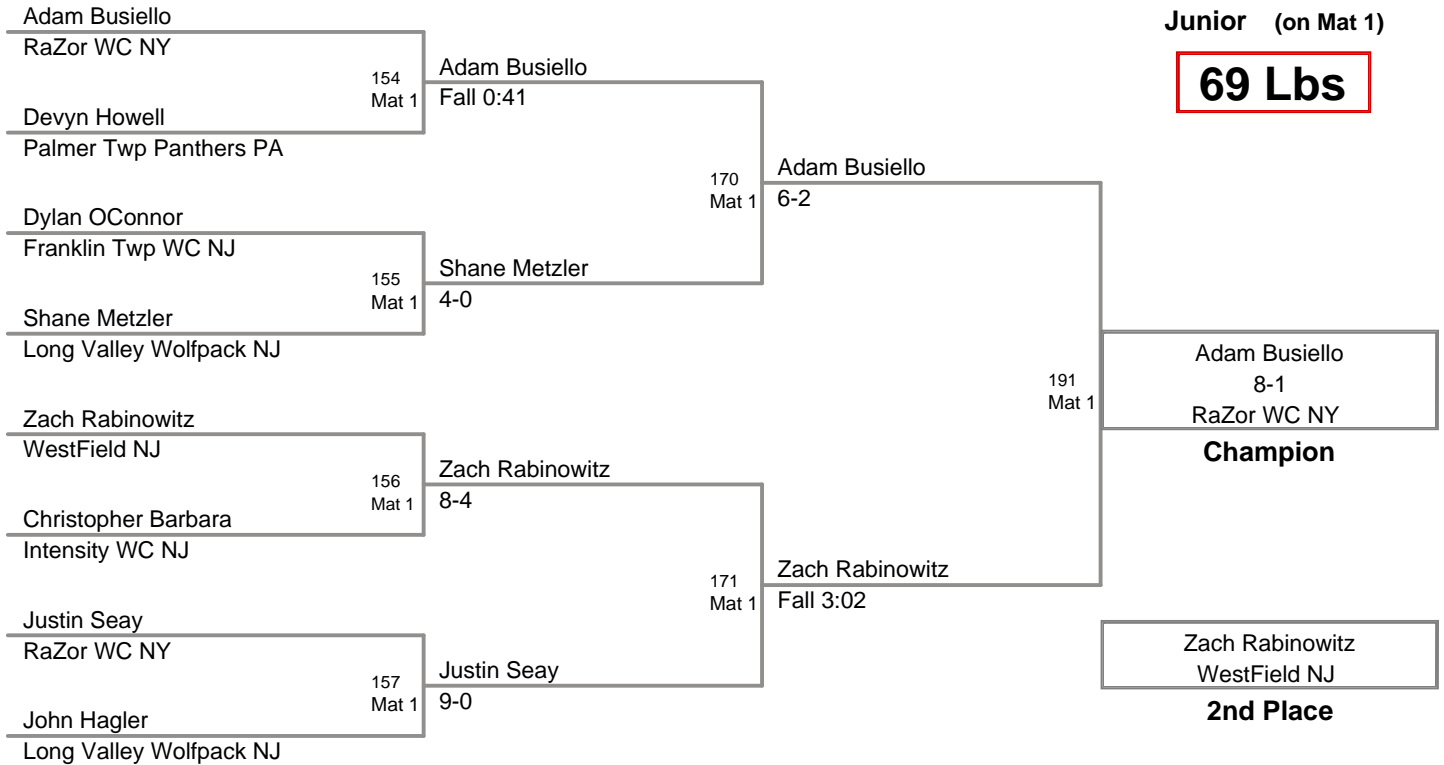 Junior (on Mat 1)
69 Lbs
Adam Busiello
RaZor WC NY
154
Mat 1
Devyn Howell
Palmer Twp Panthers PA
Adam Busiello
Fall 0:41
Dylan OConnor
Franklin Twp WC NJ
155
Mat 1
Shane Metzler
Long Valley Wolfpack NJ
Shane Metzler
4-0
170
Mat 1
Adam Busiello
6-2
Zach Rabinowitz
WestField NJ
156
Mat 1
Christopher Barbara
Intensity WC NJ
Zach Rabinowitz
8-4
Justin Seay
RaZor WC NY
157
Mat 1
John Hagler
Long Valley Wolfpack NJ
Justin Seay
9-0
171
Mat 1
Zach Rabinowitz
Fall 3:02
191
Mat 1
Adam Busiello
8-1
RaZor WC NY
Champion
Zach Rabinowitz
WestField NJ
2nd Place